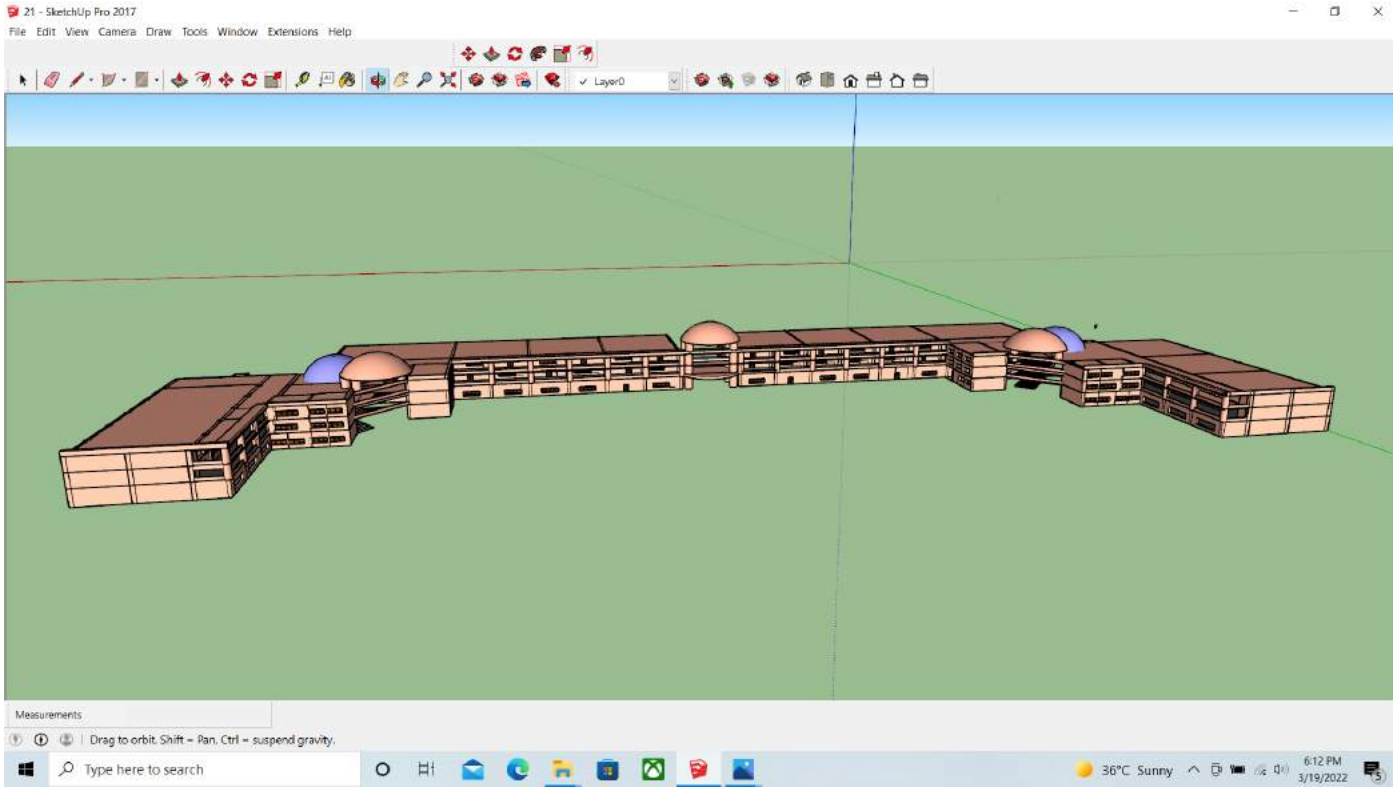 21 - SketchUp Pro 2017
File Edit View Camera Draw Tools Window Extensions Help
Layer0
Measurements
Drag to orbit. Shift = Pan, Ctrl = suspend gravity.
Type here to search
36°C Sunny
6:12 PM
3/19/2022
5